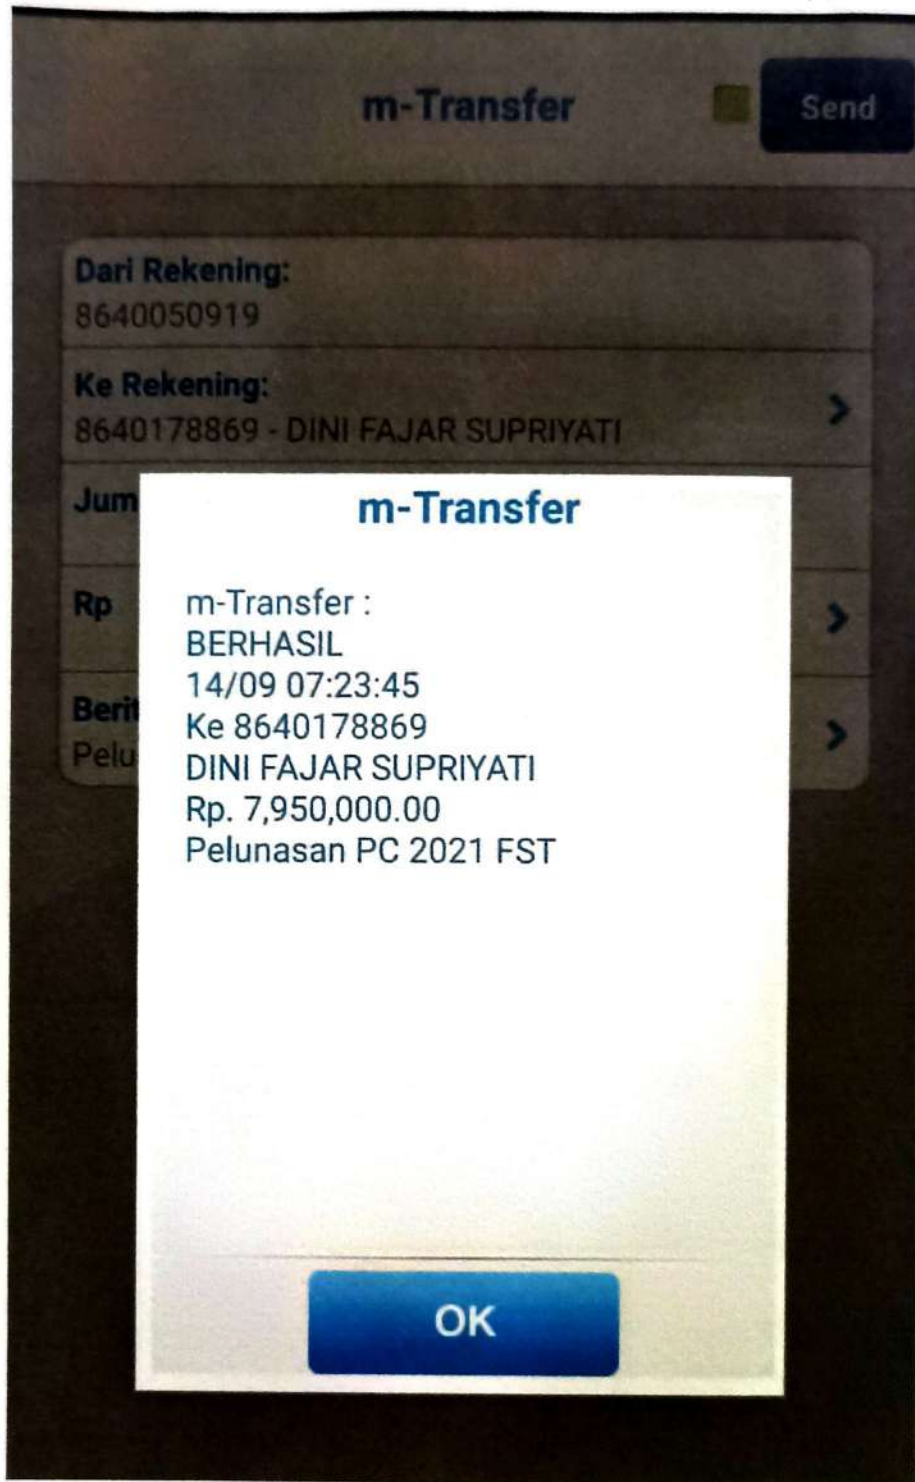 m-Transfer
Send
Dari Rekening:
8640050919
Ke Rekening:
8640178869 - DINI FAJAR SUPRIYATI
Jum
Rp
Berit
Pelu
m-Transfer
m-Transfer :
BERHASIL
14/09 07:23:45
Ke 8640178869
DINI FAJAR SUPRIYATI
Rp. 7,950,000.00
Pelunasan PC 2021 FST
OK